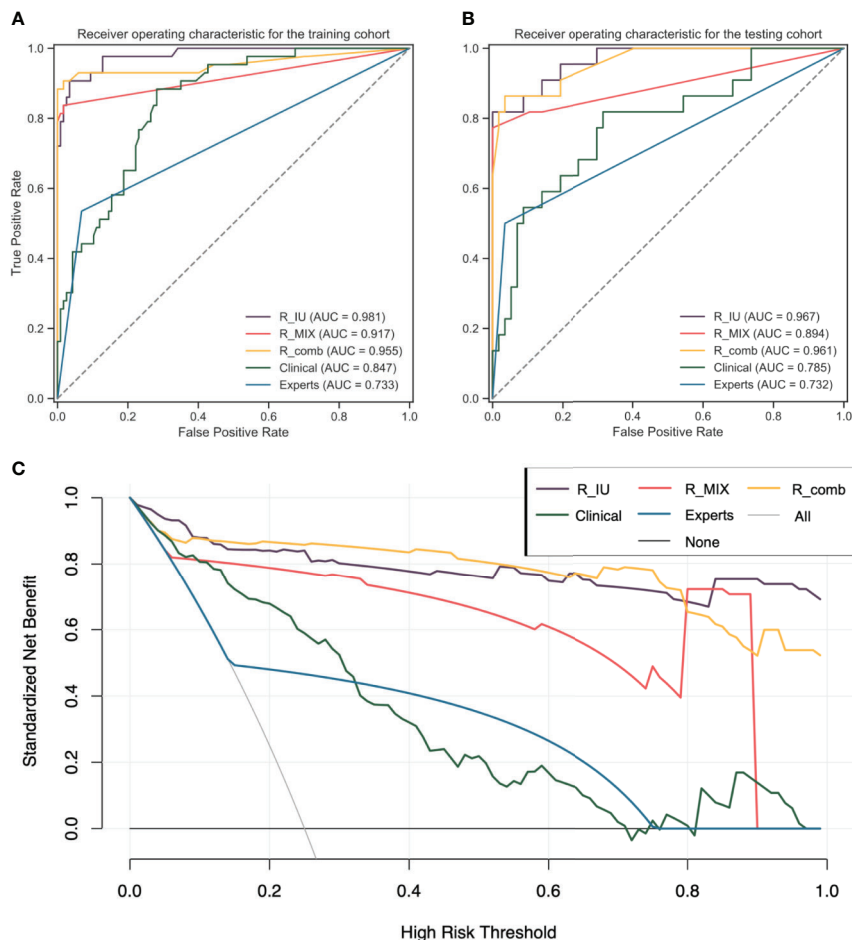 A
Receiver operating characteristic for the training cohort
1.0
0.8
0.6
0.4
0.2
0.0
True Positive Rate
0.0 0.2 0.4 0.6 0.8 1.0
False Positive Rate
R_IU (AUC = 0.981)
R_MIX (AUC = 0.917)
R_comb (AUC = 0.955)
Clinical (AUC = 0.847)
Experts (AUC = 0.733)
B
Receiver operating characteristic for the testing cohort
1.0
0.8
0.6
0.4
0.2
0.0
0.0 0.2 0.4 0.6 0.8 1.0
False Positive Rate
R_IU (AUC = 0.967)
R_MIX (AUC = 0.894)
R_comb (AUC = 0.961)
Clinical (AUC = 0.785)
Experts (AUC = 0.732)
C
R_IU R_MIX R_comb
Clinical Experts All
None
1.0
0.8
0.6
0.4
0.2
0.0
Standardized Net Benefit
0.0 0.2 0.4 0.6 0.8 1.0
High Risk Threshold